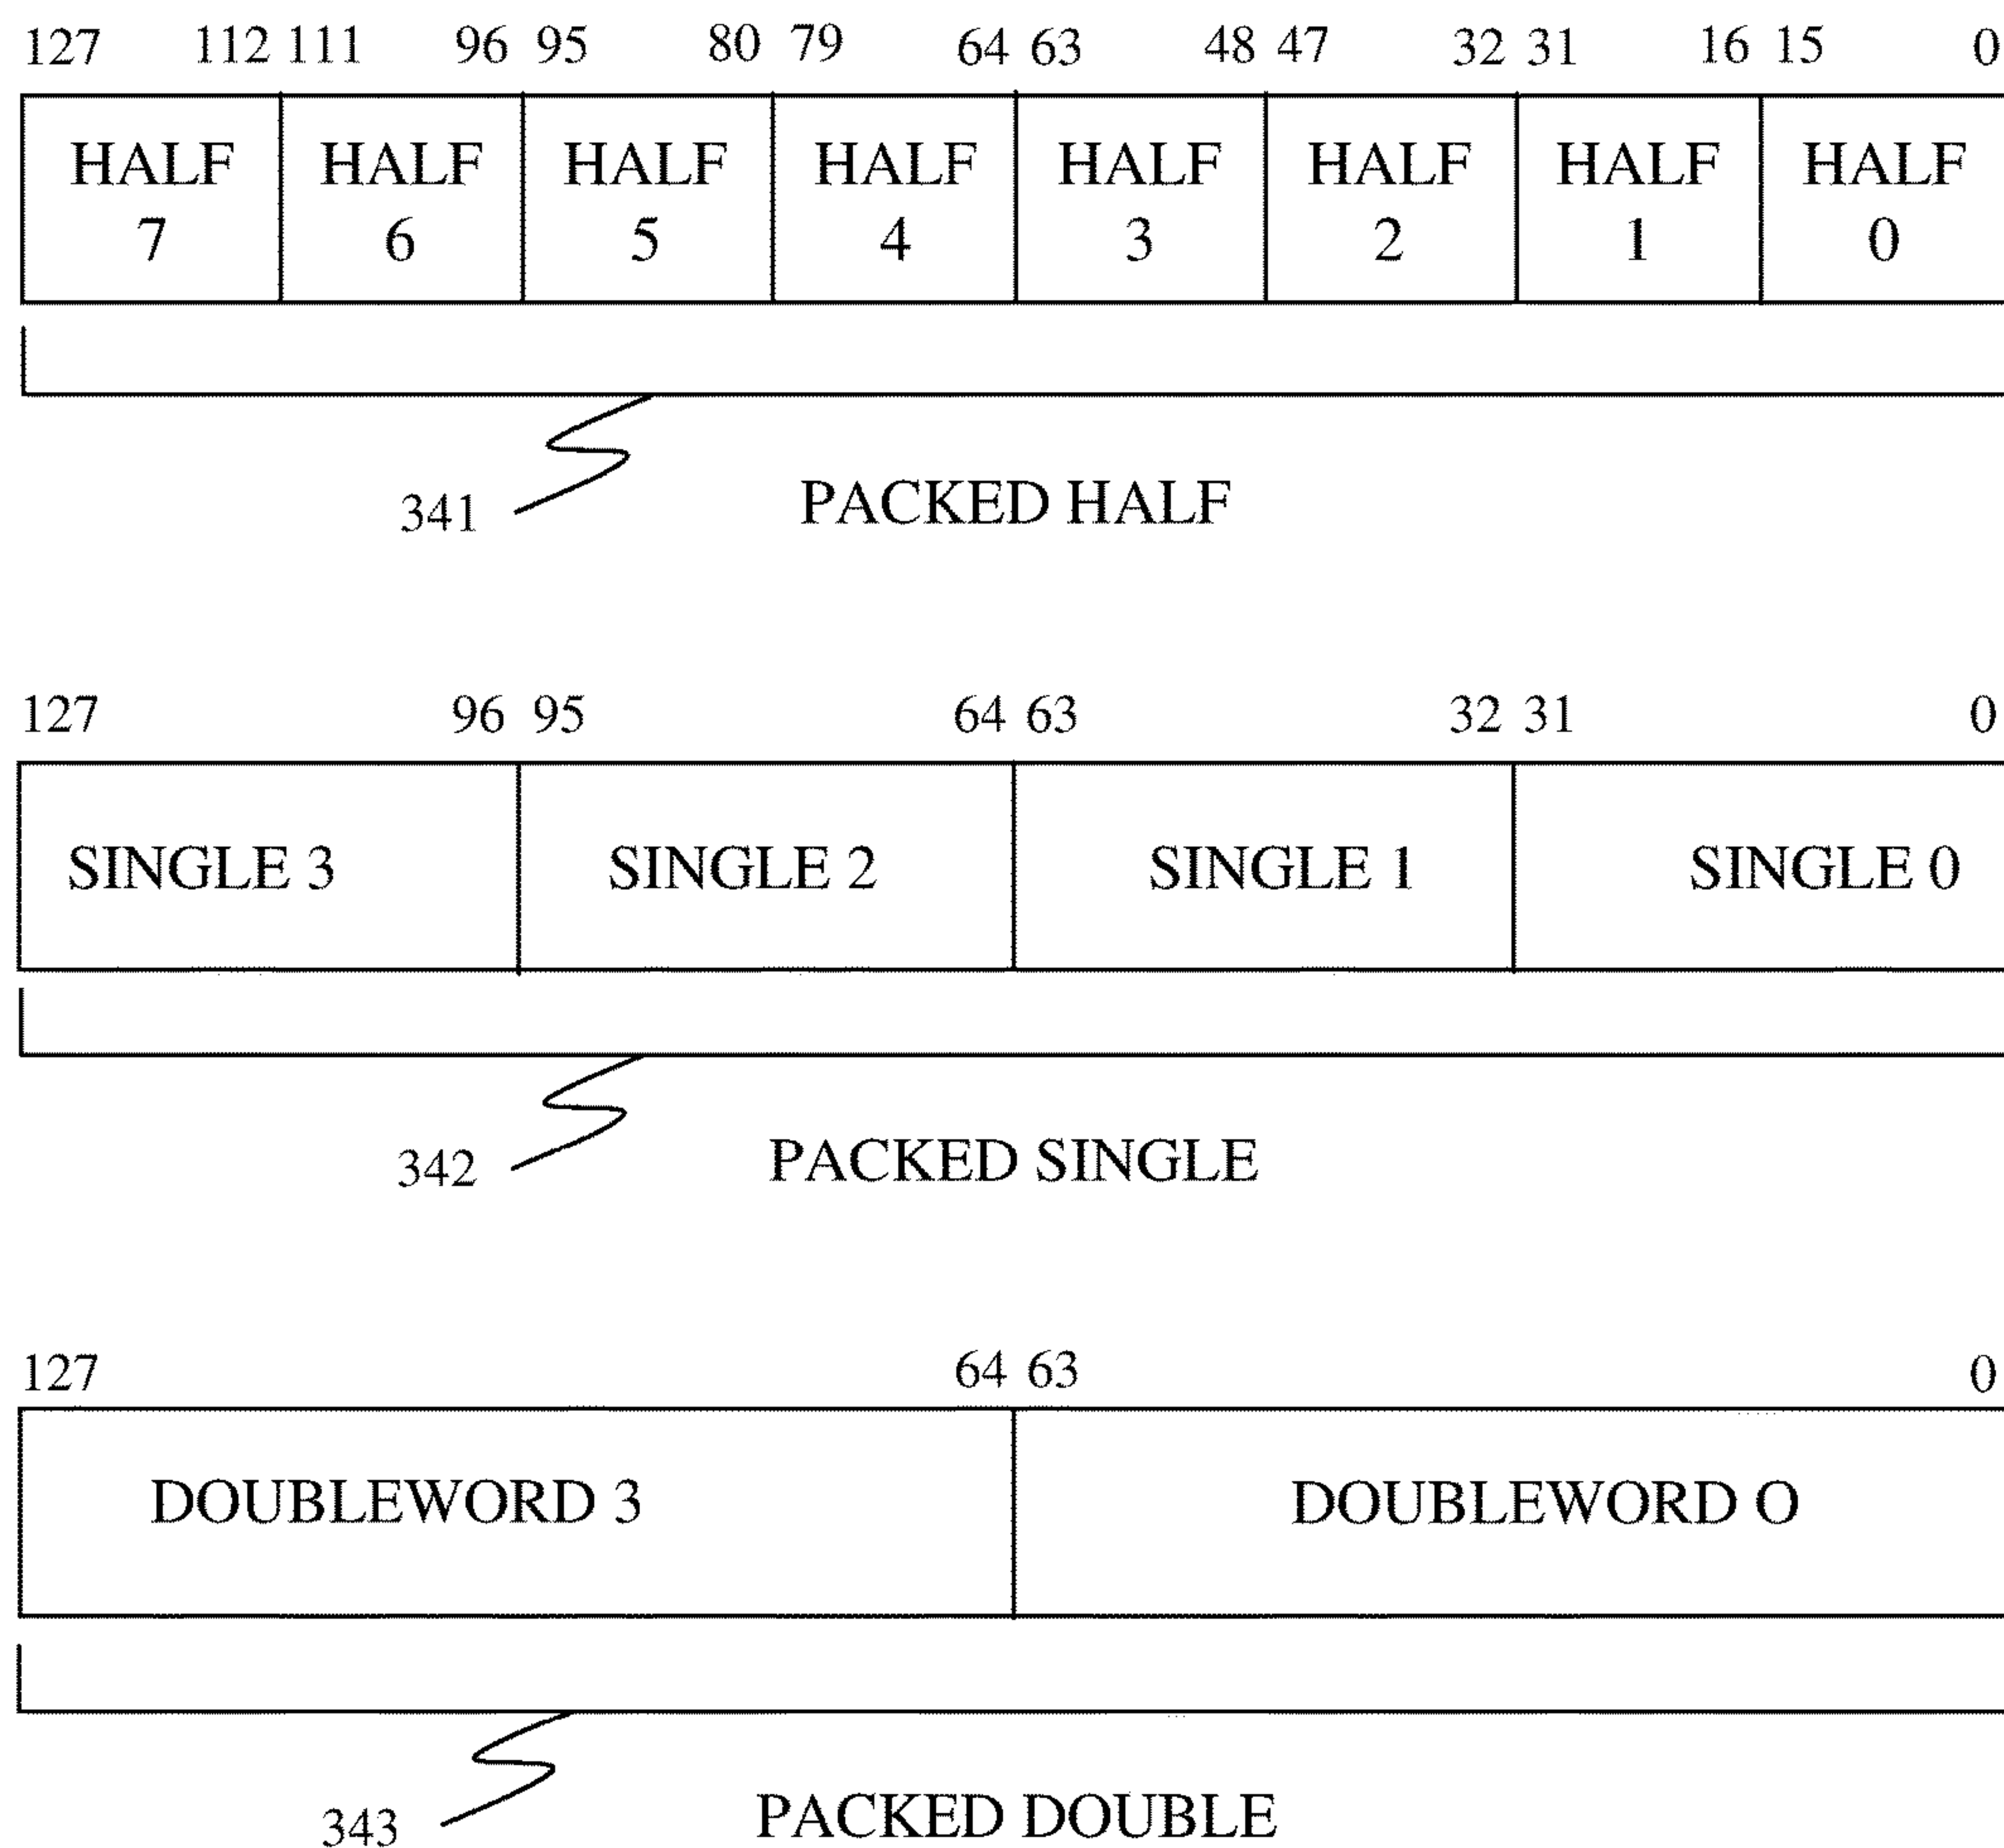 127 112 111 96 95 80 79 64 63 48 47 32 31 16 15 0
HALF HALF HALF HALF HALF HALF HALF HALF
7 6 5 4 3 2 1 0
341 PACKED HALF
127 96 95 64 63 32 31 0
SINGLE 3 SINGLE 2 SINGLE 1 SINGLE 0
342 PACKED SINGLE
127 64 63 0
DOUBLEWORD 3 DOUBLEWORD O
343 PACKED DOUBLE